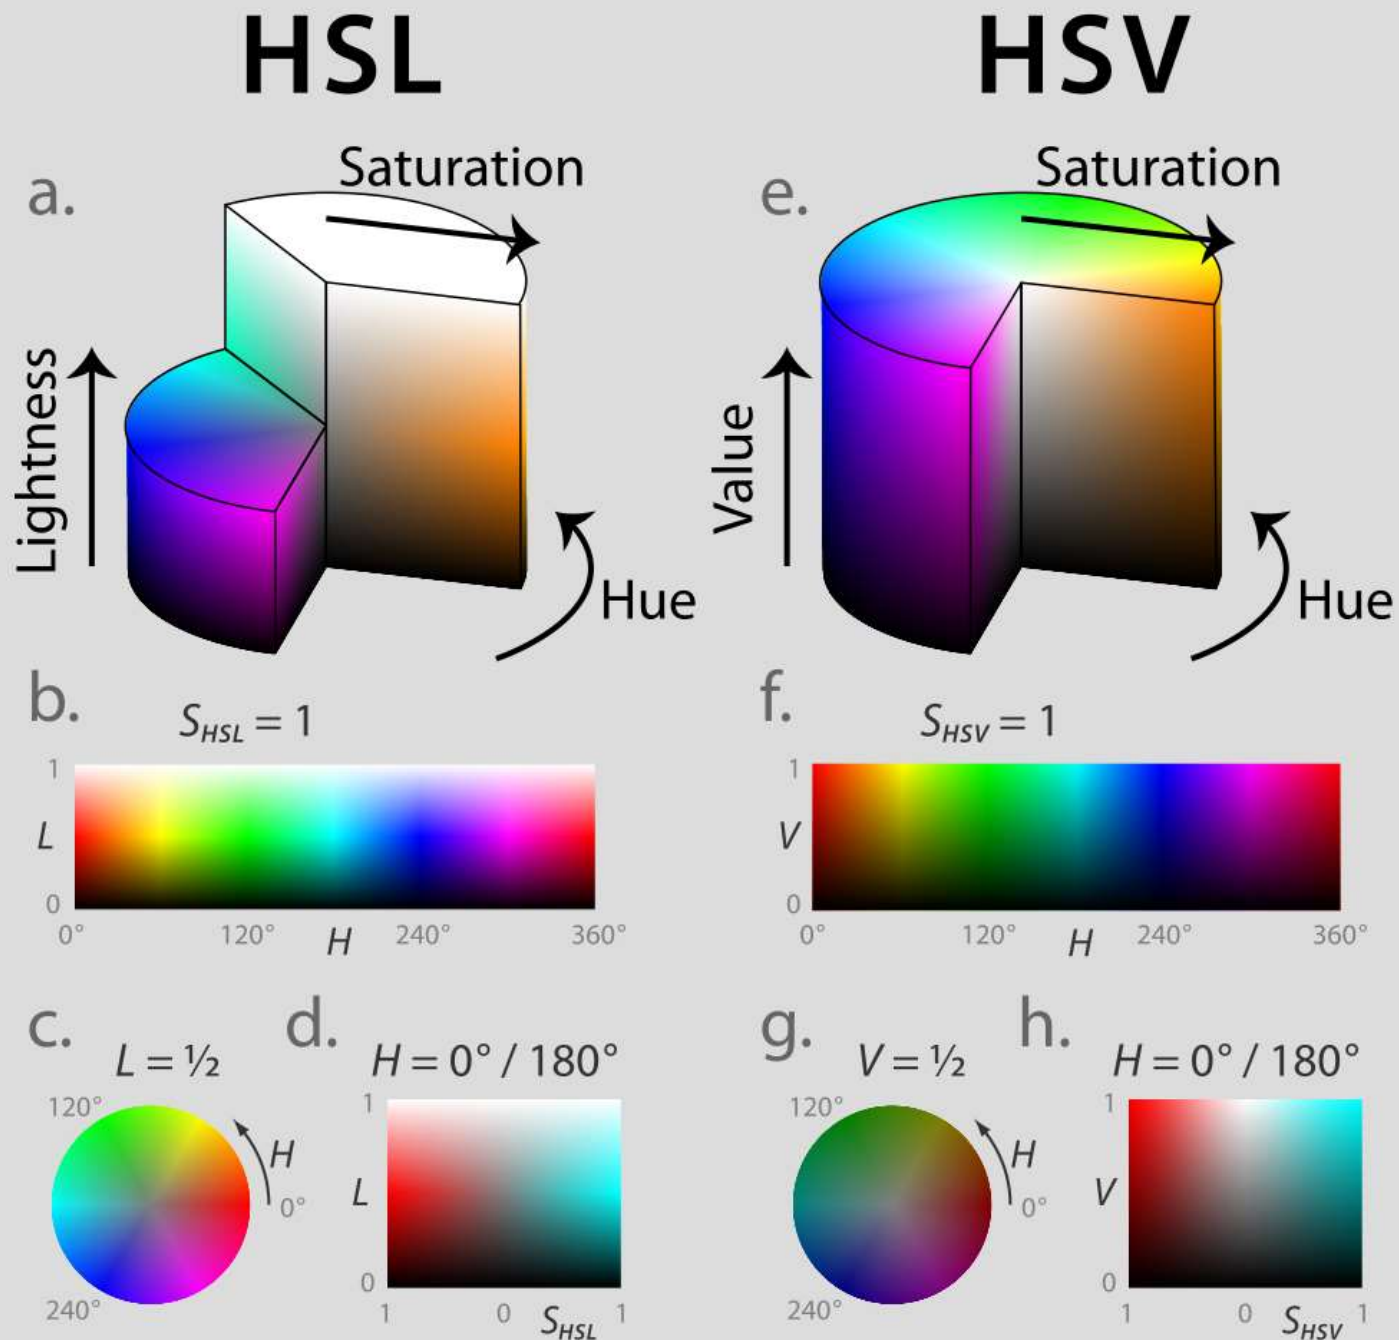 HSL
HSV
a.
Saturation
Lightness
Hue
e.
Saturation
Value
Hue
b.
S_HSL = 1
1
L
0
0°
120°
H
240°
360°
f.
S_HSV = 1
1
V
0
0°
120°
H
240°
360°
c.
L = ½
120°
H
0°
240°
d.
H = 0° / 180°
1
L
0
1
0
S_HSL
1
g.
V = ½
120°
H
0°
240°
h.
H = 0° / 180°
1
V
0
1
0
S_HSV
1